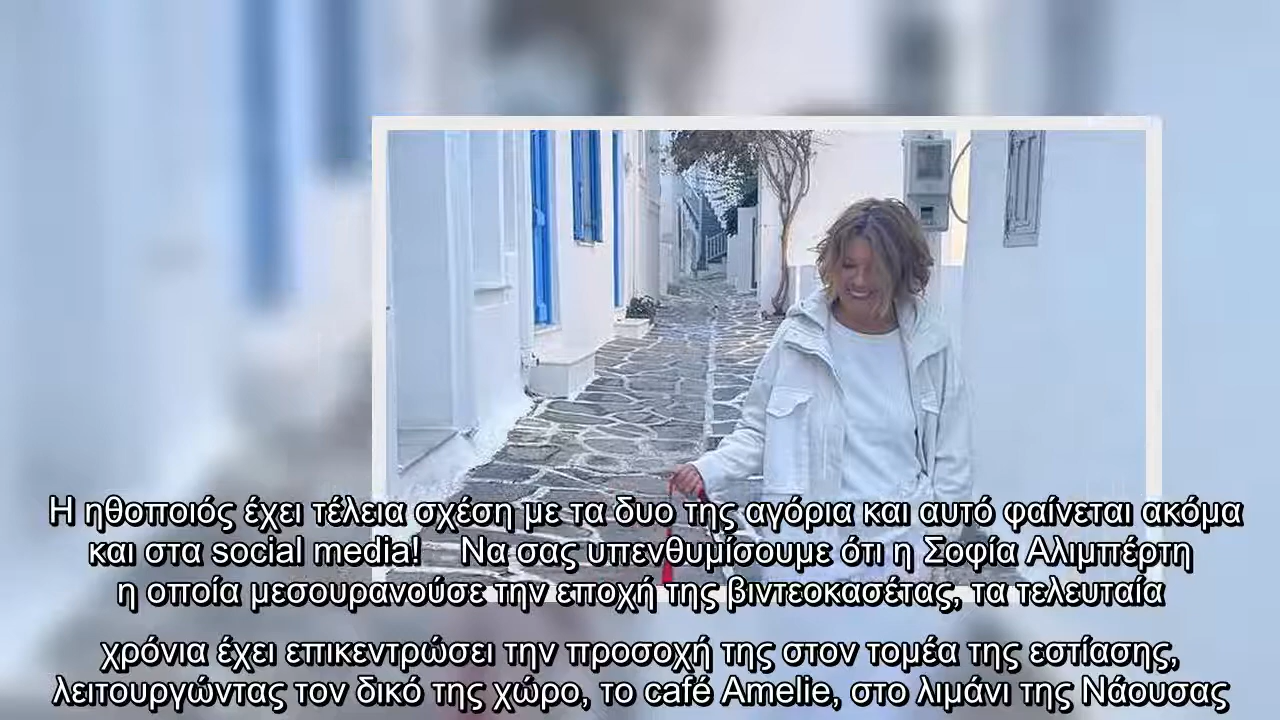 Η ηθοποιός έχει τέλεια σχέση με τα δυο της αγόρια και αυτό φαίνεται ακόμα
και στα social media! Να σας υπενθυμίσουμε ότι η Σοφία Αλιμπέρτη
η οποία μεσουρανούσε την εποχή της βιντεοκασέτας, τα τελευταία
χρόνια έχει επικεντρώσει την προσοχή της στον τομέα της εστίασης,
λειτουργώντας τον δικό της χώρο, το café Amelie, στο λιμάνι της Νάουσας